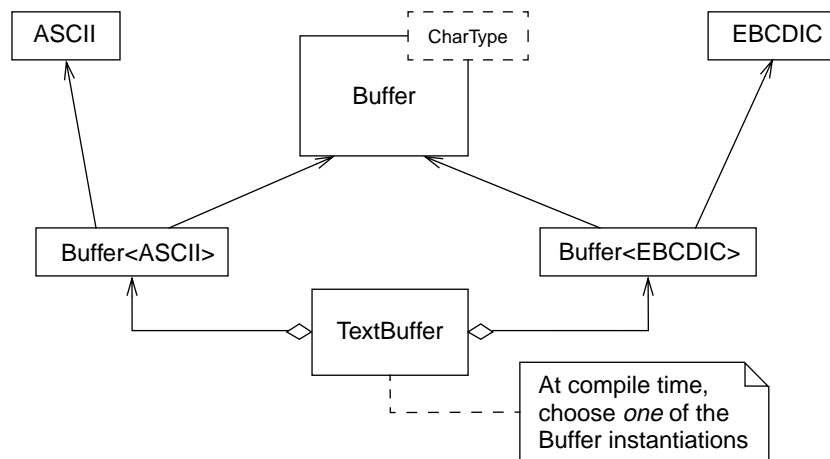 ASCII
CharType
EBCDIC
Buffer
Buffer<ASCII>
Buffer<EBCDIC>
TextBuffer
At compile time,
choose one of the
Buffer instantiations